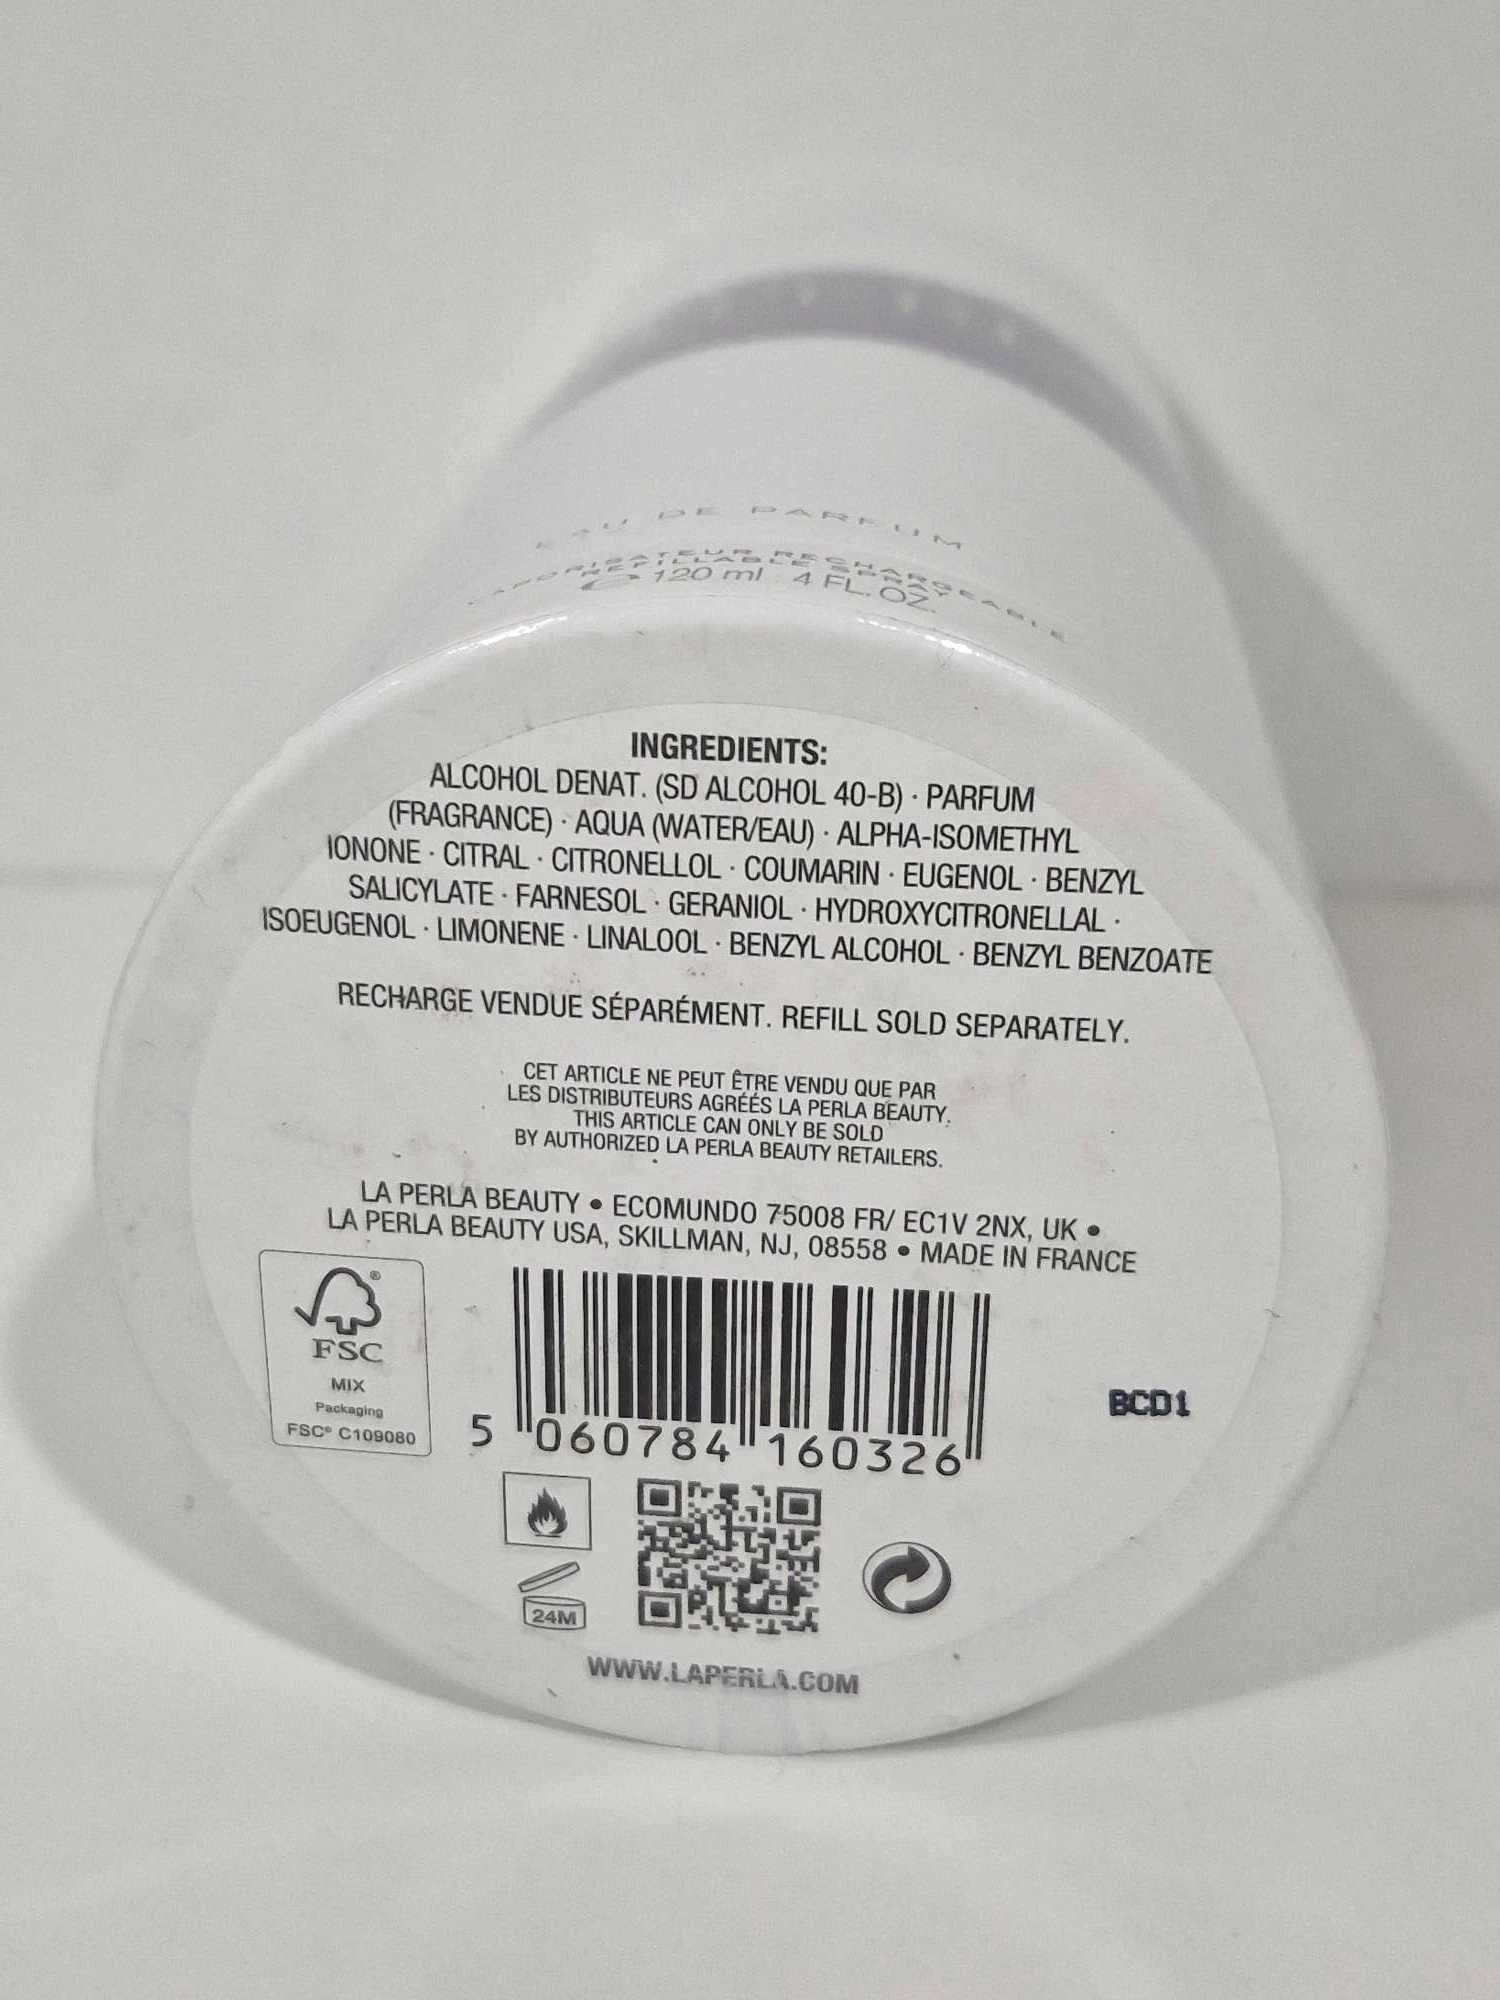 EAU DE PARFUM
VAPORISATEUR RECHARGEABLE
REFILLABLE SPRAY
℮ 120 ml 4 FL. OZ.
INGREDIENTS:
ALCOHOL DENAT. (SD ALCOHOL 40-B) · PARFUM
(FRAGRANCE) · AQUA (WATER/EAU) · ALPHA-ISOMETHYL
IONONE · CITRAL · CITRONELLOL · COUMARIN · EUGENOL · BENZYL
SALICYLATE · FARNESOL · GERANIOL · HYDROXYCITRONELLAL ·
ISOEUGENOL · LIMONENE · LINALOOL · BENZYL ALCOHOL · BENZYL BENZOATE
RECHARGE VENDUE SÉPARÉMENT. REFILL SOLD SEPARATELY.
CET ARTICLE NE PEUT ÊTRE VENDU QUE PAR
LES DISTRIBUTEURS AGRÉÉS LA PERLA BEAUTY.
THIS ARTICLE CAN ONLY BE SOLD
BY AUTHORIZED LA PERLA BEAUTY RETAILERS.
LA PERLA BEAUTY • ECOMUNDO 75008 FR/ EC1V 2NX, UK •
LA PERLA BEAUTY USA, SKILLMAN, NJ, 08558 • MADE IN FRANCE
FSC
MIX
Packaging
FSC® C109080
5 060784 160326
BCD1
24M
WWW.LAPERLA.COM